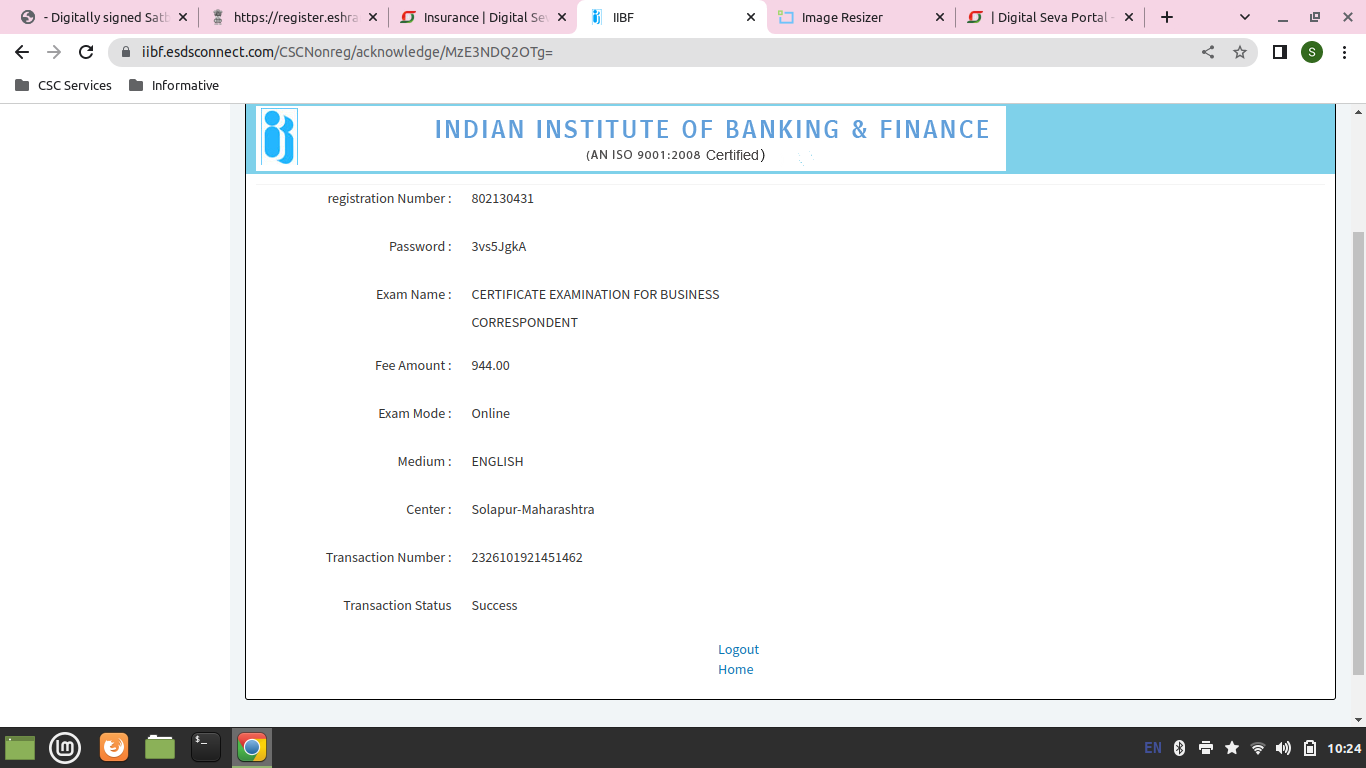 - Digitally signed Satb
https://register.eshra
Insurance | Digital Sev
IIBF
Image Resizer
| Digital Seva Portal -
iibf.esdsconnect.com/CSCNonreg/acknowledge/MzE3NDQ2OTg=
S
CSC Services
Informative
INDIAN INSTITUTE OF BANKING & FINANCE
(AN ISO 9001:2008 Certified)
registration Number : 802130431
Password : 3vs5JgkA
Exam Name : CERTIFICATE EXAMINATION FOR BUSINESS
CORRESPONDENT
Fee Amount : 944.00
Exam Mode : Online
Medium : ENGLISH
Center : Solapur-Maharashtra
Transaction Number : 2326101921451462
Transaction Status Success
Logout
Home
EN
10:24